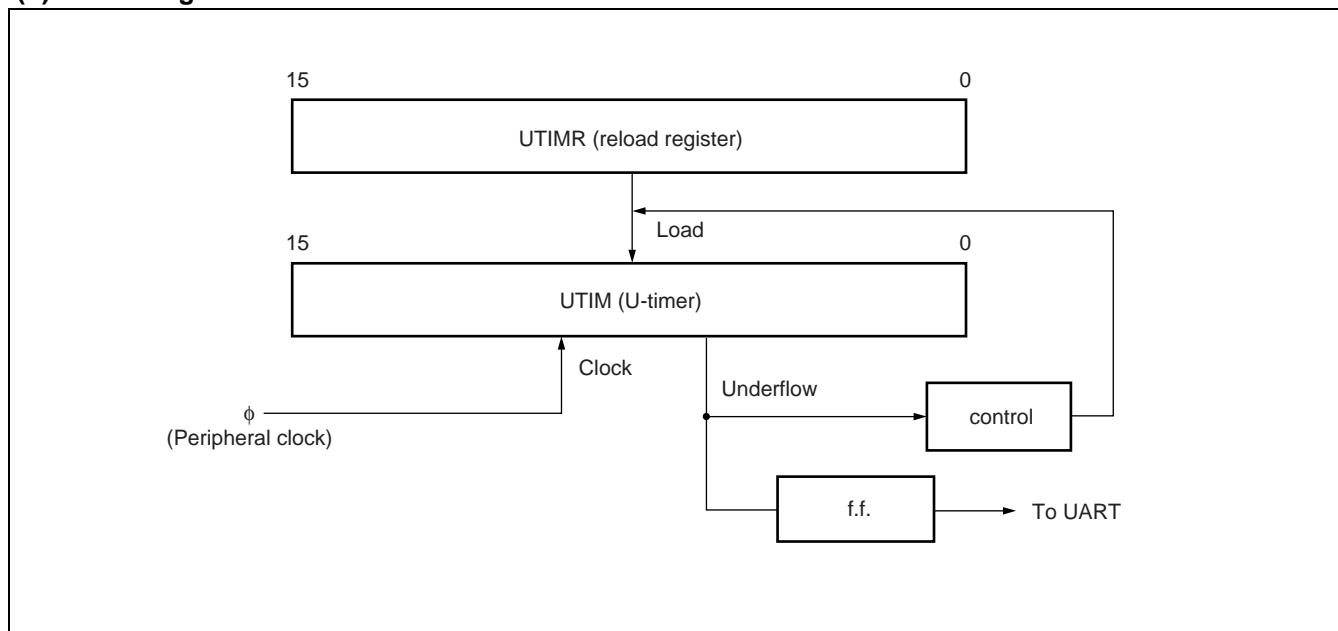 15 0
UTIMR (reload register)
Load
15 0
UTIM (U-timer)
Clock
Underflow
φ
control
(Peripheral clock)
f.f.
To UART